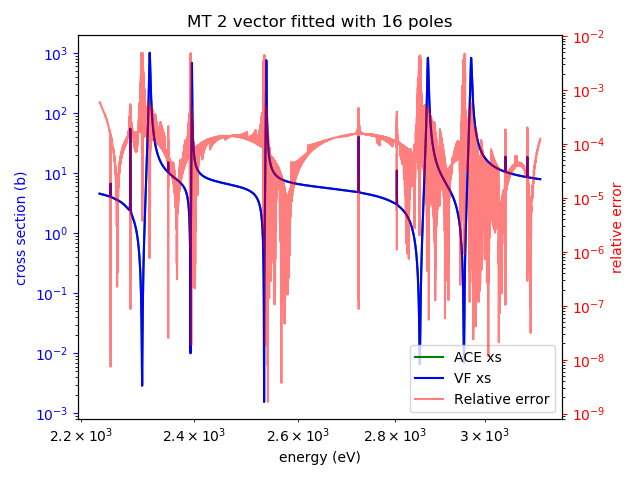 MT 2 vector fitted with 16 poles
10³
10²
10¹
10⁰
10⁻¹
10⁻²
10⁻³
cross section (b)
10⁻²
10⁻³
10⁻⁴
10⁻⁵
10⁻⁶
10⁻⁷
10⁻⁸
10⁻⁹
relative error
ACE xs
VF xs
Relative error
2.2 × 10³ 2.4 × 10³ 2.6 × 10³ 2.8 × 10³ 3 × 10³
energy (eV)